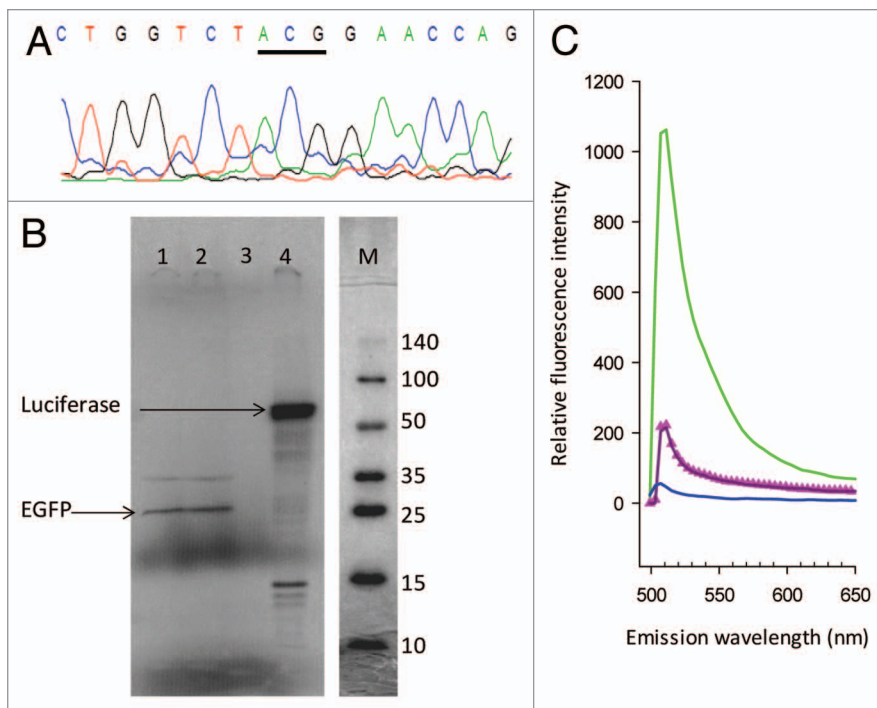 A
C T G G T C T A C G G A A C C A G
B
1 2 3 4 M
140
100
Luciferase
50
35
EGFP
25
15
10
C
1200
1000
800
600
400
200
0
Relative fluorescence intensity
500 550 600 650
Emission wavelength (nm)